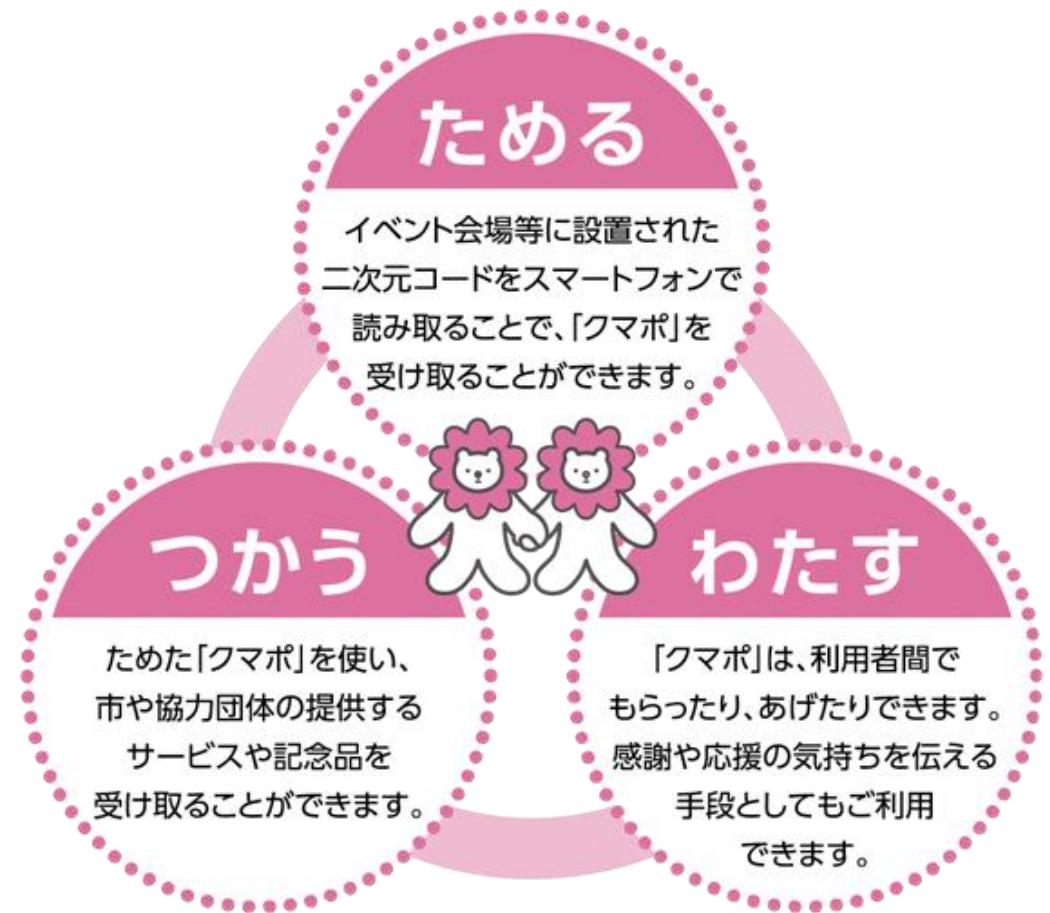 ためる
イベント会場等に設置された
二次元コードをスマートフォンで
読み取ることで、「クマポ」を
受け取ることができます。
つかう
ためた「クマポ」を使い、
市や協力団体の提供する
サービスや記念品を
受け取ることができます。
わたす
「クマポ」は、利用者間で
もらったり、あげたりできます。
感謝や応援の気持ちを伝える
手段としてもご利用
できます。